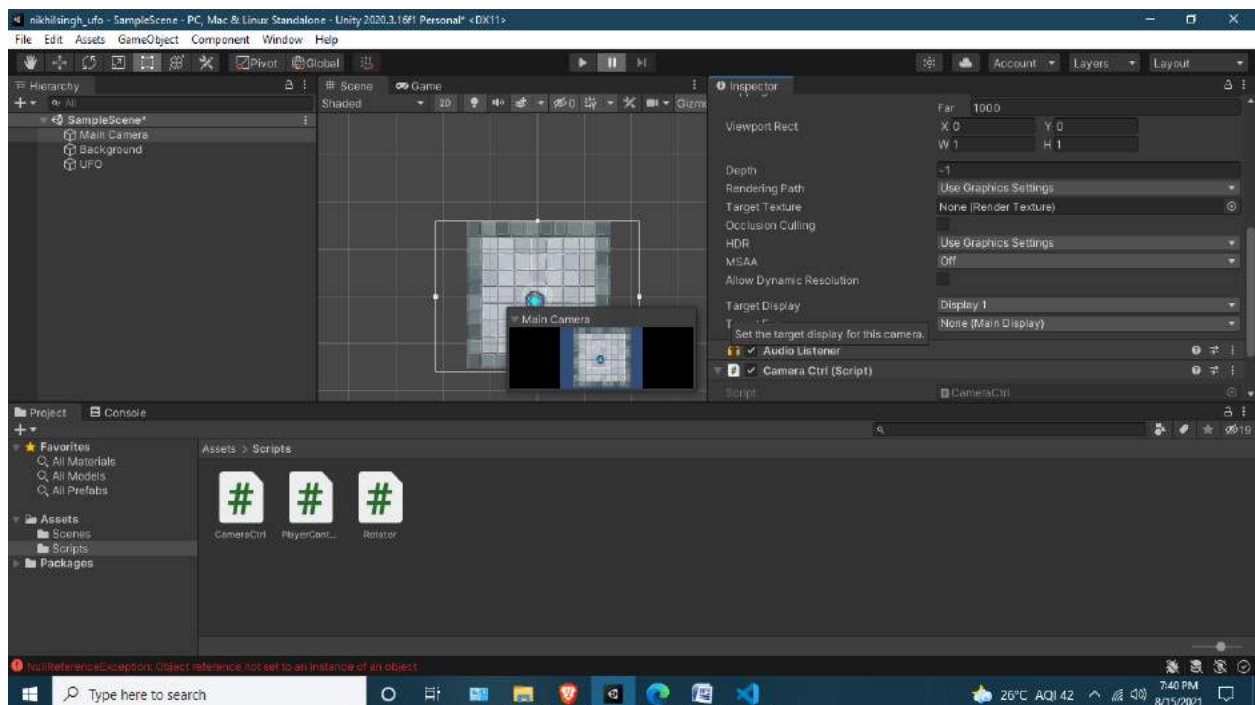 nikhilsingh_ufo - SampleScene - PC, Mac & Linux Standalone - Unity 2020.3.16f1 Personal* <DX11>
File Edit Assets GameObject Component Window Help
Pivot Global
Account Layers Layout
Hierarchy
All
SampleScene*
Main Camera
Background
UFO
Scene Game
Shaded 2D 0 Gizm
Main Camera
Inspector
Far 1000
Viewport Rect X 0 Y 0
W 1 H 1
Depth -1
Rendering Path Use Graphics Settings
Target Texture None (Render Texture)
Occlusion Culling
HDR Use Graphics Settings
MSAA Off
Allow Dynamic Resolution
Target Display Display 1
None (Main Display)
Set the target display for this camera.
Audio Listener
# Camera Ctrl (Script)
Script CameraCtrl
Project Console
19
Favorites
All Materials
All Models
All Prefabs
Assets
Scenes
Scripts
Packages
Assets > Scripts
# # #
CameraCtrl PlayerCont... Rotator
NullReferenceException: Object reference not set to an instance of an object
Type here to search
26°C AQI 42
7:40 PM
8/15/2021